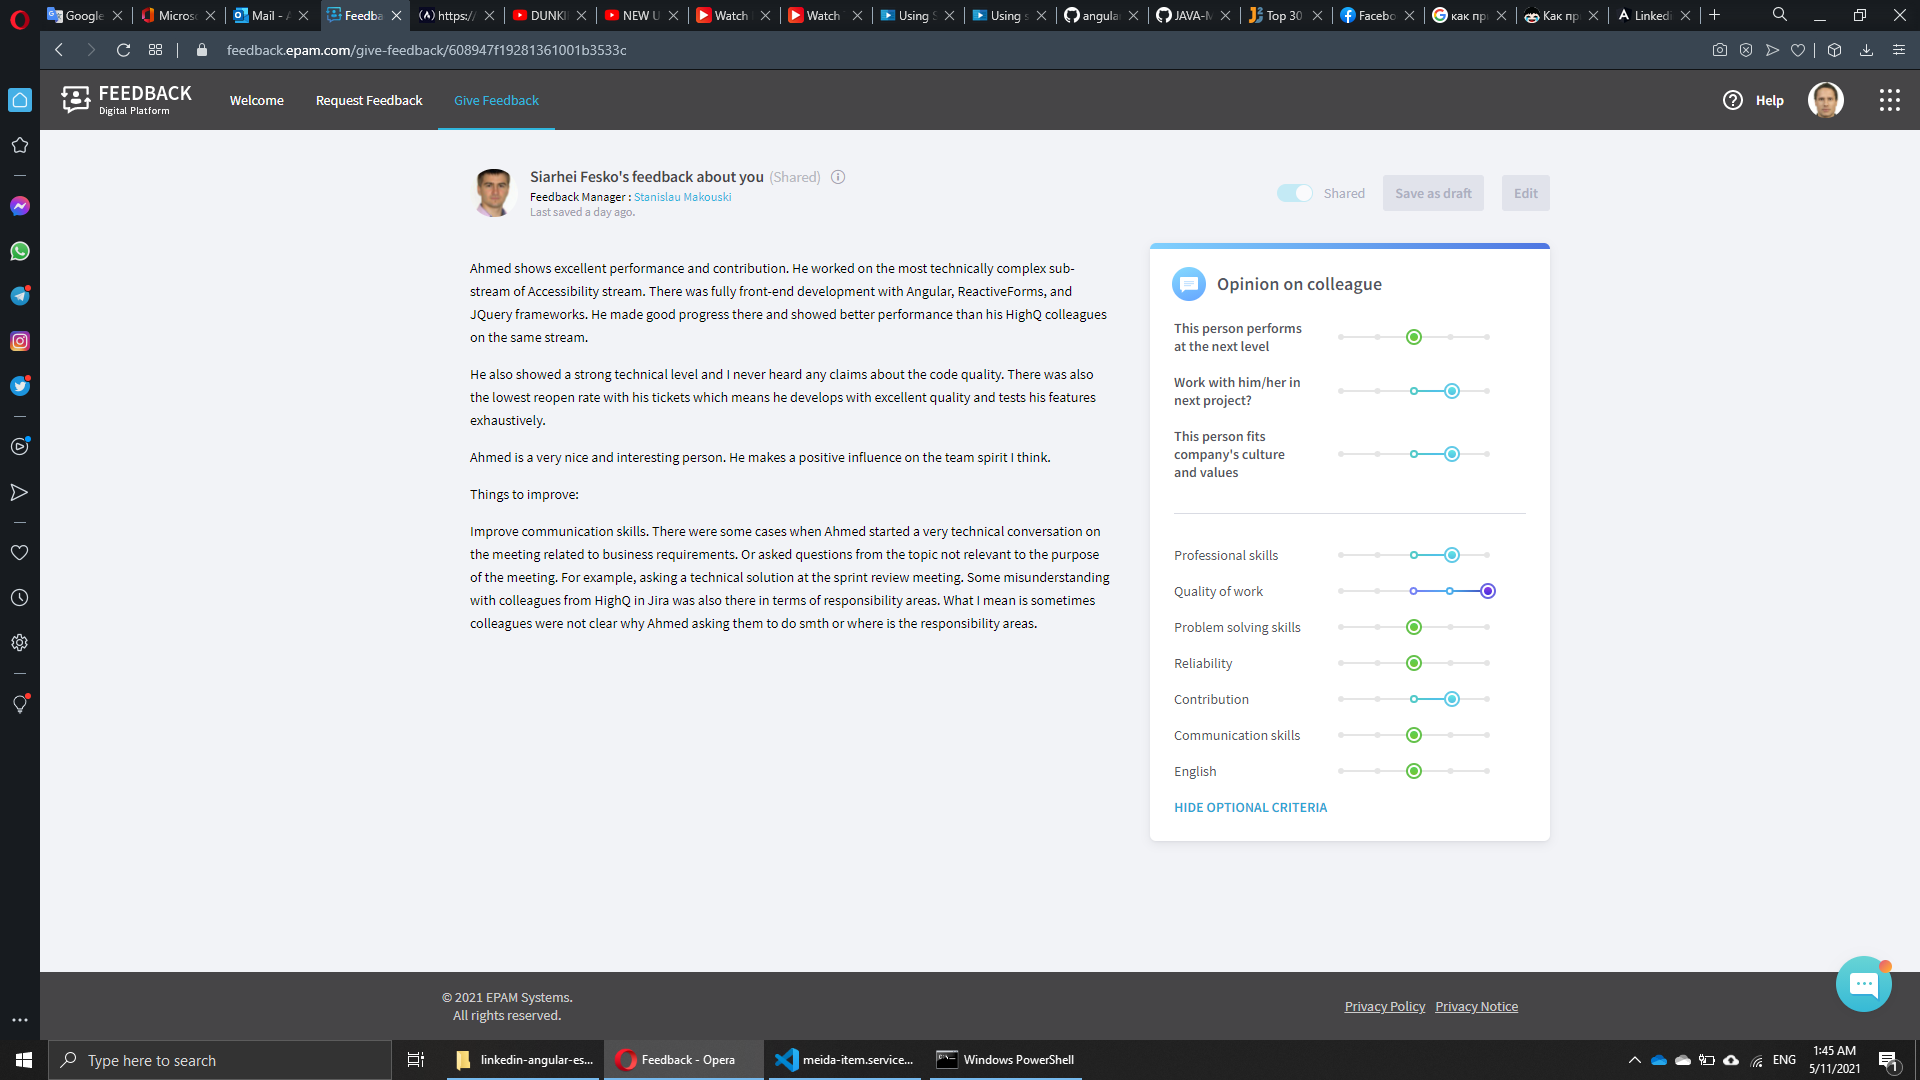 Google
Micros
Mail - A
Feedba
https:/
DUNKI
NEW U
Watch
Watch
Using S
Using s
angula
JAVA-M
Top 30
Facebo
как пр
Как пр
Linkedi
feedback.epam.com/give-feedback/608947f19281361001b3533c
FEEDBACK
Digital Platform
Welcome
Request Feedback
Give Feedback
Help
Siarhei Fesko's feedback about you (Shared)
Feedback Manager : Stanislau Makouski
Last saved a day ago.
Shared
Save as draft
Edit
Ahmed shows excellent performance and contribution. He worked on the most technically complex sub-
stream of Accessibility stream. There was fully front-end development with Angular, ReactiveForms, and
JQuery frameworks. He made good progress there and showed better performance than his HighQ colleagues
on the same stream.
He also showed a strong technical level and I never heard any claims about the code quality. There was also
the lowest reopen rate with his tickets which means he develops with excellent quality and tests his features
exhaustively.
Ahmed is a very nice and interesting person. He makes a positive influence on the team spirit I think.
Things to improve:
Improve communication skills. There were some cases when Ahmed started a very technical conversation on
the meeting related to business requirements. Or asked questions from the topic not relevant to the purpose
of the meeting. For example, asking a technical solution at the sprint review meeting. Some misunderstanding
with colleagues from HighQ in Jira was also there in terms of responsibility areas. What I mean is sometimes
colleagues were not clear why Ahmed asking them to do smth or where is the responsibility areas.
Opinion on colleague
This person performs
at the next level
Work with him/her in
next project?
This person fits
company's culture
and values
Professional skills
Quality of work
Problem solving skills
Reliability
Contribution
Communication skills
English
HIDE OPTIONAL CRITERIA
© 2021 EPAM Systems.
All rights reserved.
Privacy Policy
Privacy Notice
Type here to search
linkedin-angular-es...
Feedback - Opera
meida-item.service...
Windows PowerShell
ENG
1:45 AM
5/11/2021
1